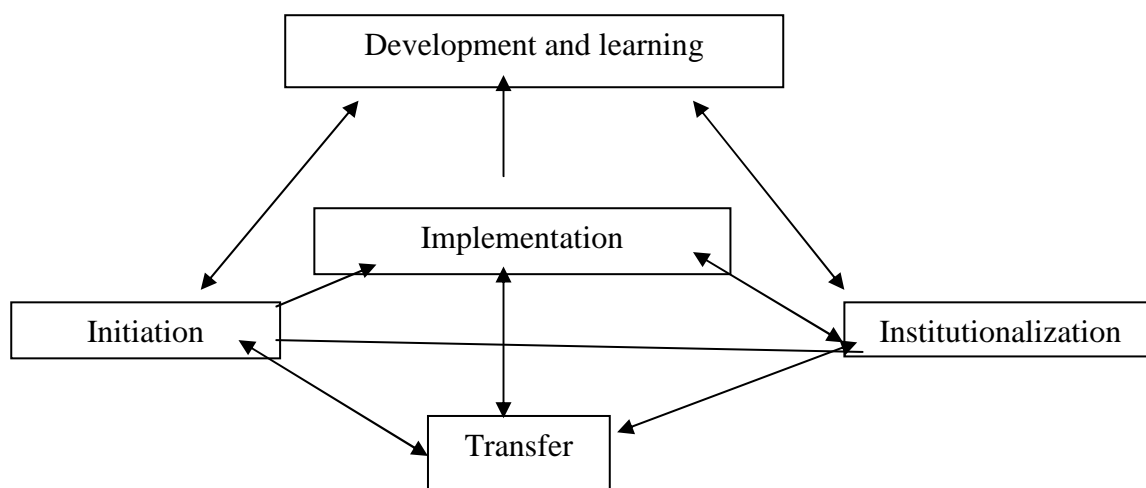 Development and learning
Implementation
Initiation
Institutionalization
Transfer